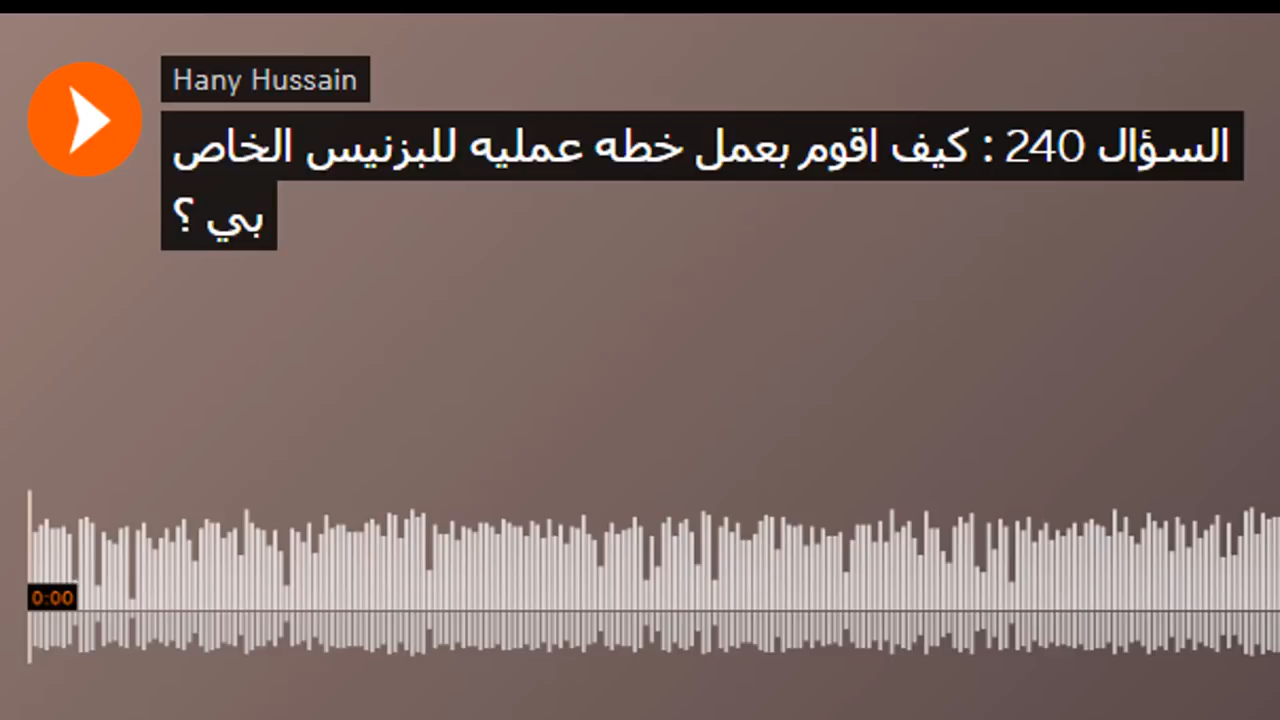 Hany Hussain
السؤال 240 : كيف اقوم بعمل خطه عمليه للبزنيس الخاص
بي ؟
0:00